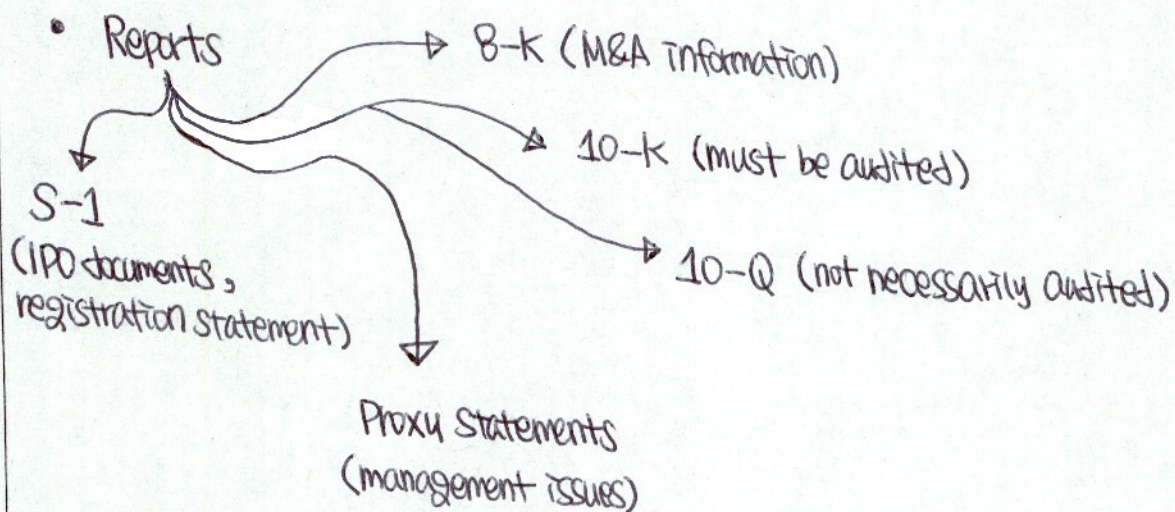 • Reports
8-K (M&A information)
10-K (must be audited)
S-1
(IPO documents,
registration statement)
10-Q (not necessarily audited)
Proxy Statements
(management issues)